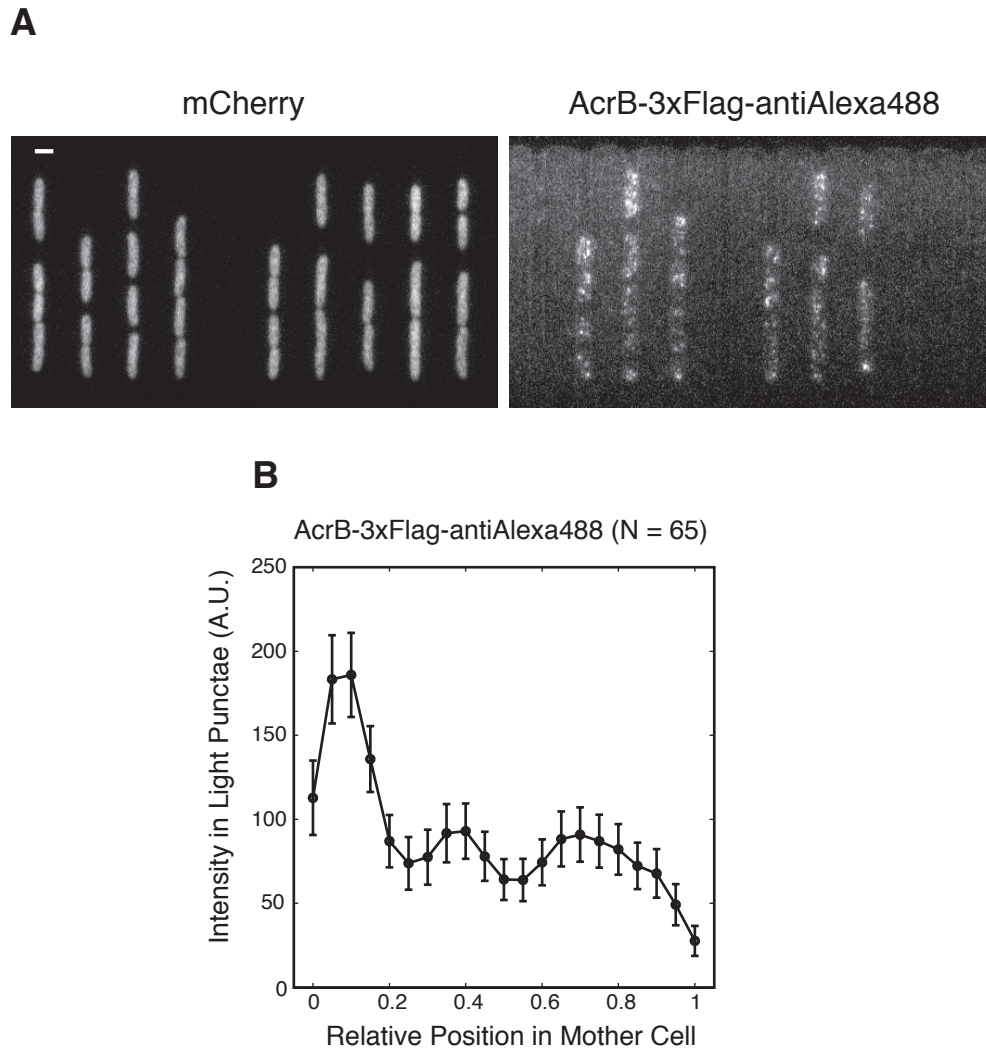 A
mCherry
AcrB-3xFlag-antiAlexa488
B
AcrB-3xFlag-antiAlexa488 (N = 65)
Intensity in Light Punctae (A.U.)
250
200
150
100
50
0
0 0.2 0.4 0.6 0.8 1
Relative Position in Mother Cell